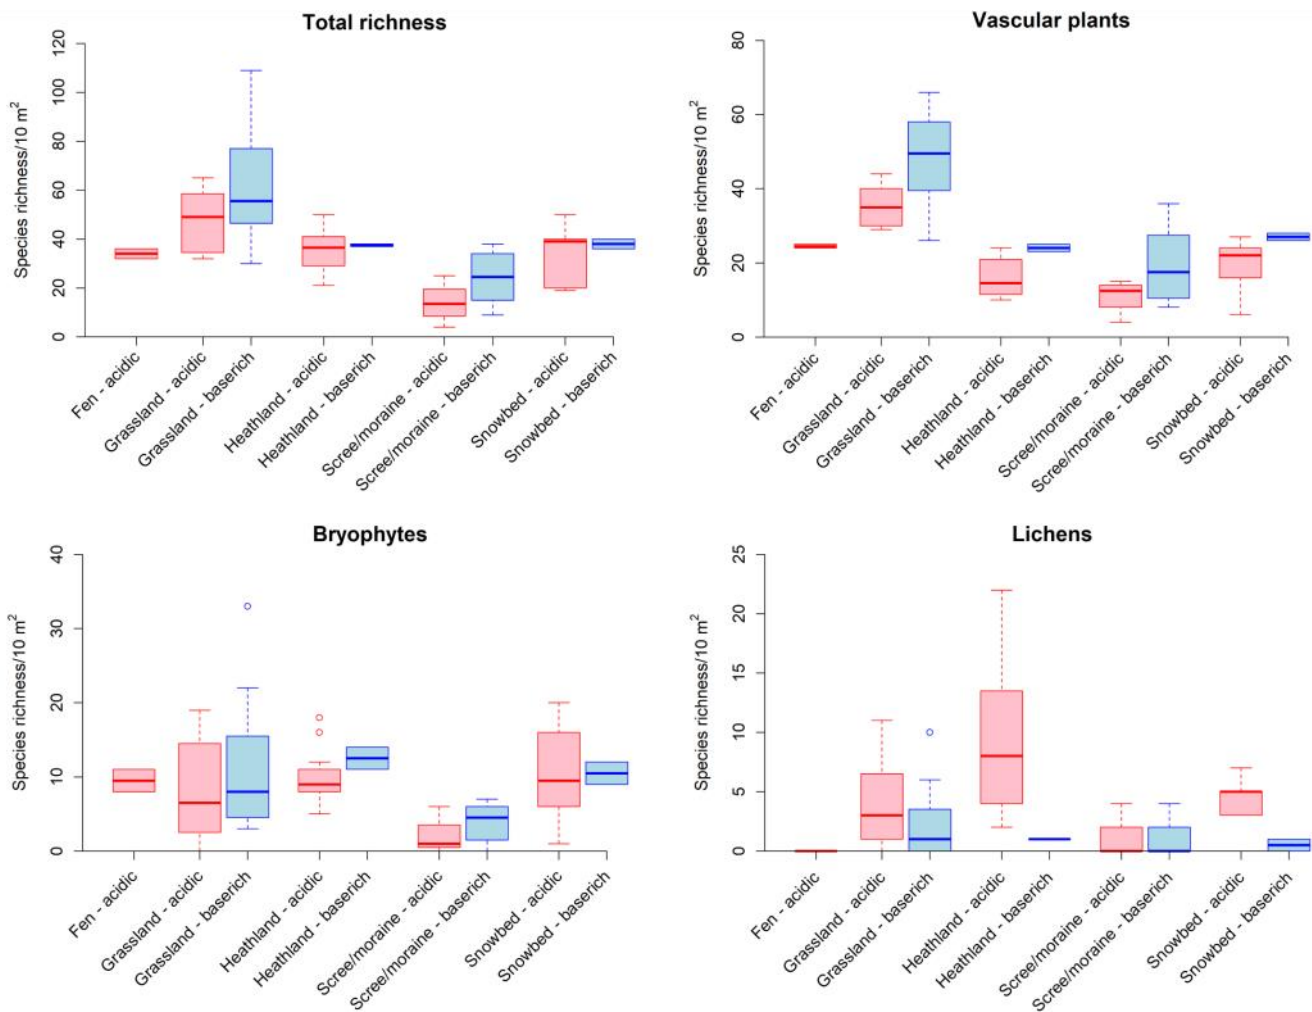 Total richness
Species richness/10 m²
120
100
80
60
40
20
0
Fen - acidic
Grassland - acidic
Grassland - baserich
Heathland - acidic
Heathland - baserich
Scree/moraine - acidic
Scree/moraine - baserich
Snowbed - acidic
Snowbed - baserich
Vascular plants
Species richness/10 m²
80
60
40
20
0
Fen - acidic
Grassland - acidic
Grassland - baserich
Heathland - acidic
Heathland - baserich
Scree/moraine - acidic
Scree/moraine - baserich
Snowbed - acidic
Snowbed - baserich
Bryophytes
Species richness/10 m²
40
30
20
10
0
Fen - acidic
Grassland - acidic
Grassland - baserich
Heathland - acidic
Heathland - baserich
Scree/moraine - acidic
Scree/moraine - baserich
Snowbed - acidic
Snowbed - baserich
Lichens
Species richness/10 m²
25
20
15
10
5
0
Fen - acidic
Grassland - acidic
Grassland - baserich
Heathland - acidic
Heathland - baserich
Scree/moraine - acidic
Scree/moraine - baserich
Snowbed - acidic
Snowbed - baserich